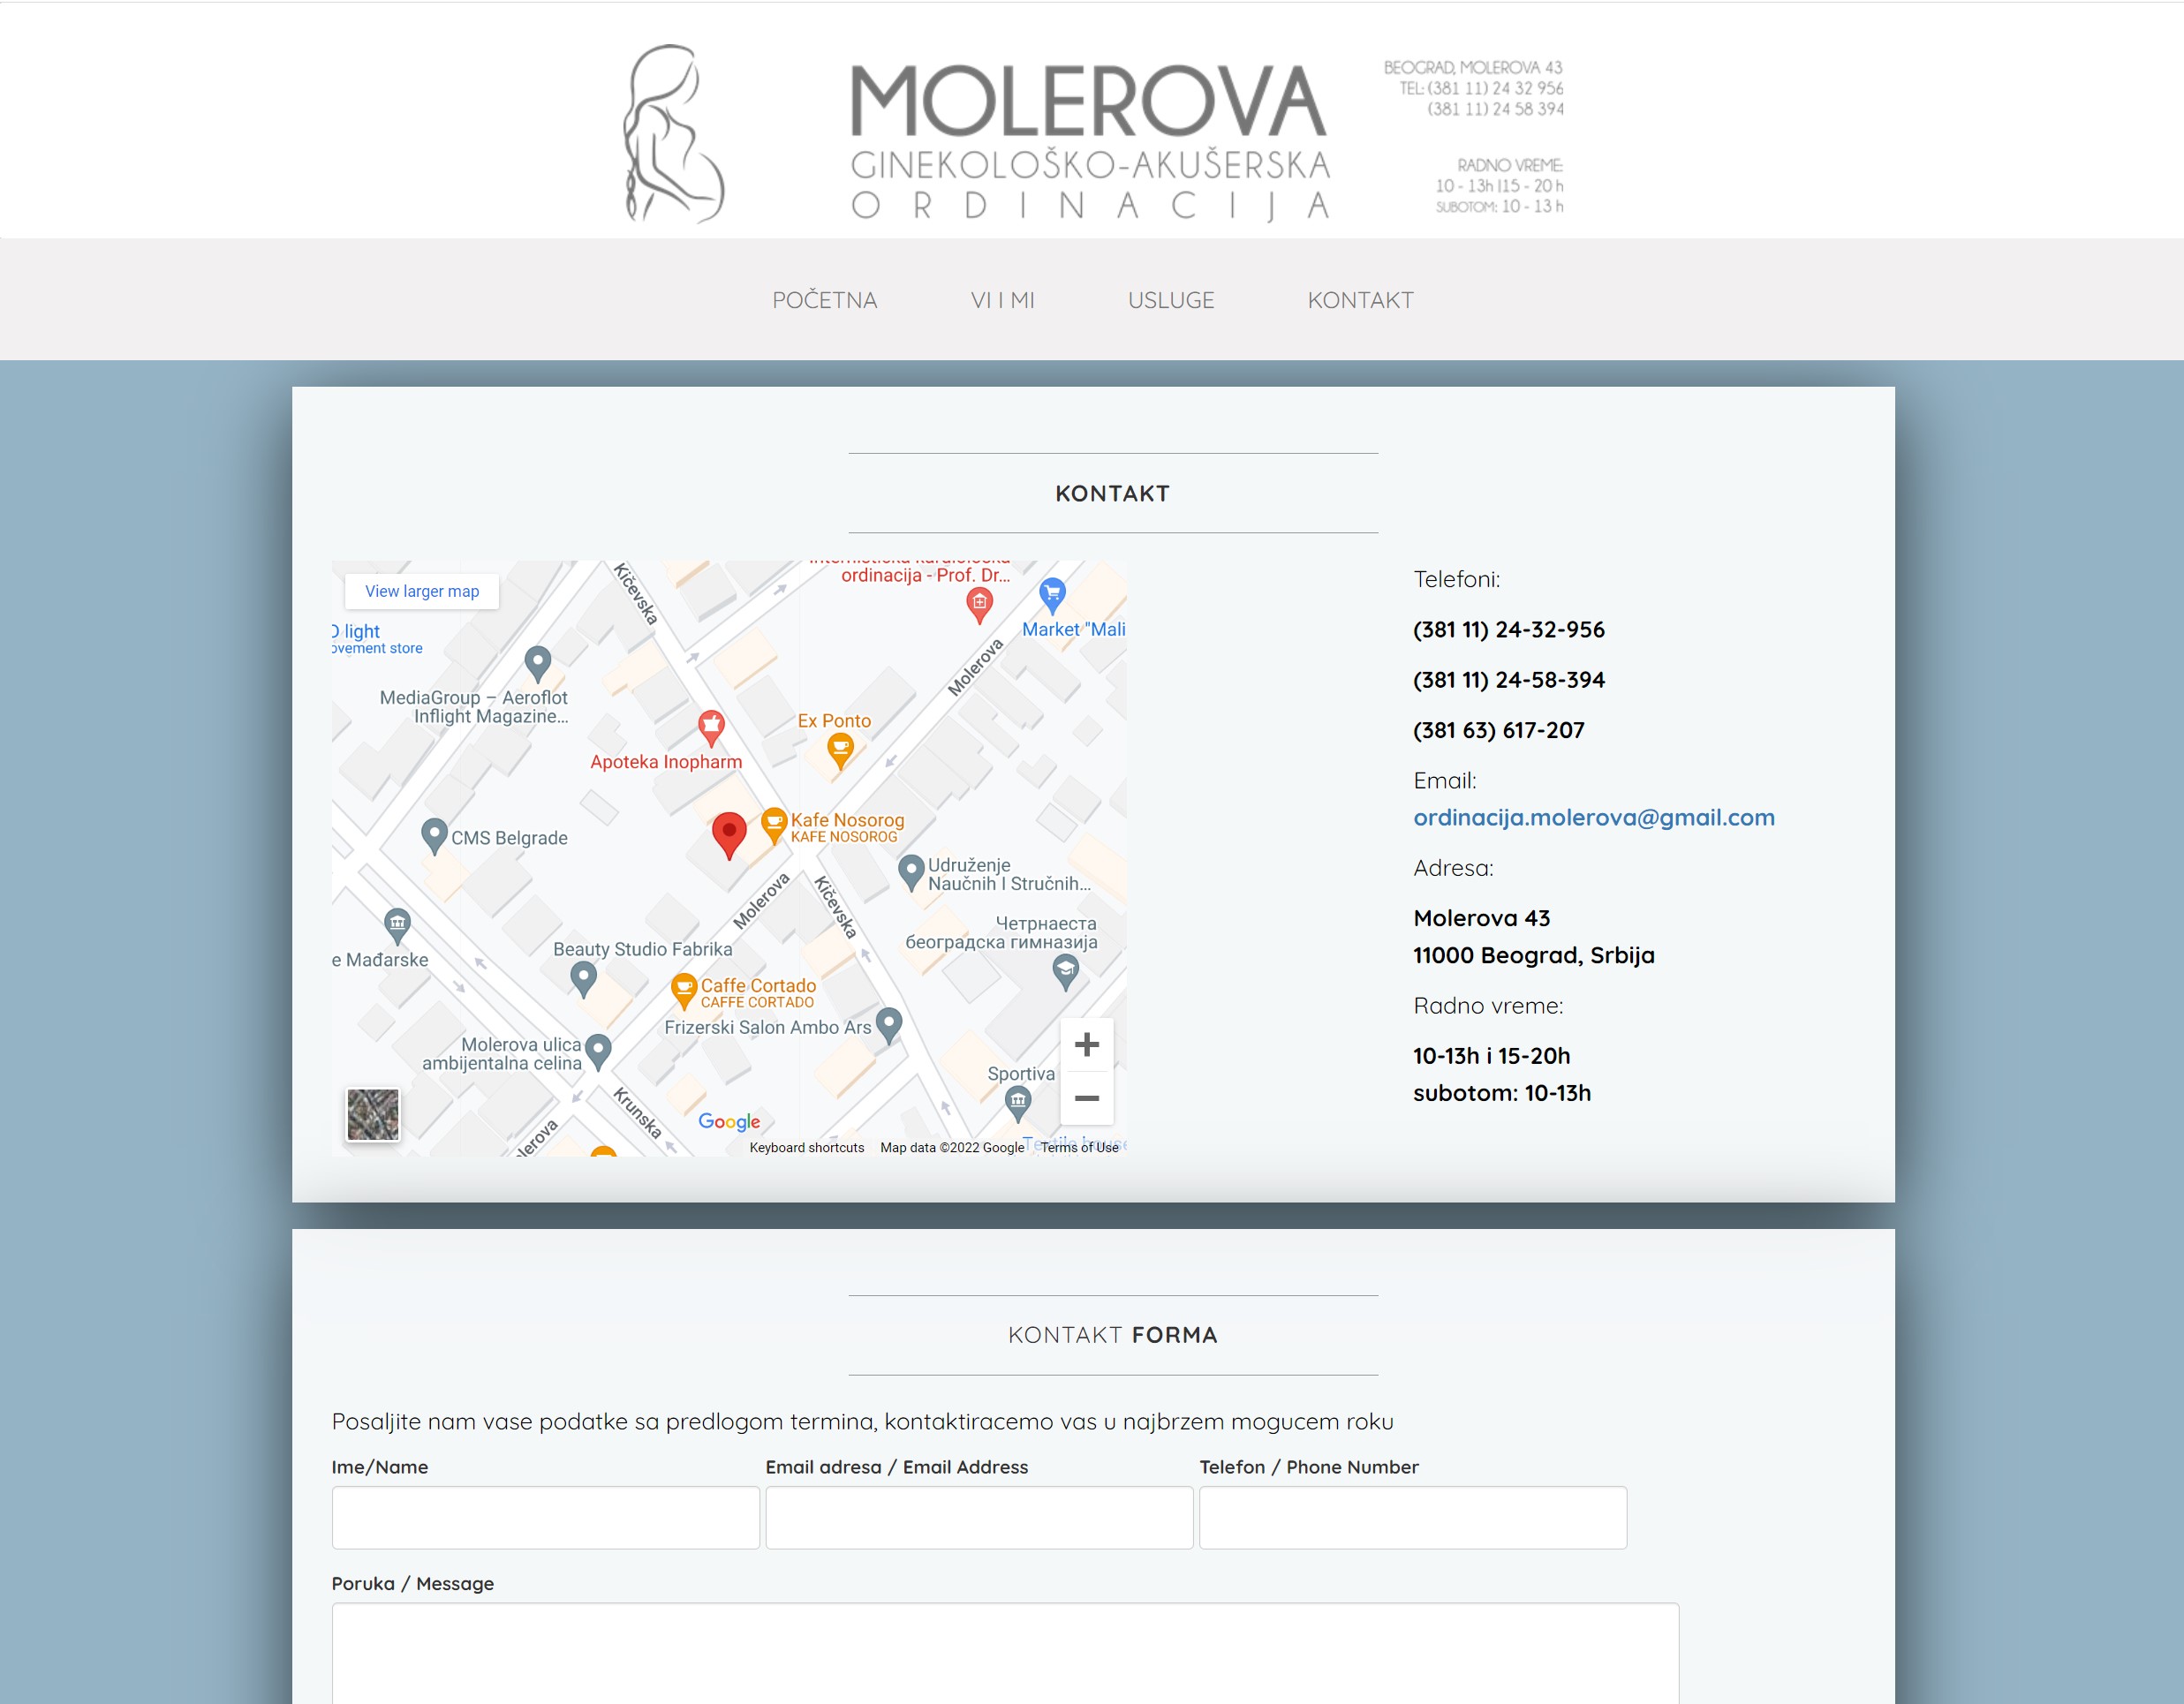 MOLEROVA
GINEKOLOŠKO-AKUŠERSKA
ORDINACIJA
BEOGRAD, MOLEROVA 43
TEL: (381 11) 24 32 956
(381 11) 24 58 394
RADNO VREME:
10 - 13h |15 - 20 h
SUBOTOM: 10 - 13 h
POČETNA VI I MI USLUGE KONTAKT
KONTAKT
View larger map
light
ovement store
Kičevska
ordinacija - Prof. Dr...
Market "Mali
Molerova
MediaGroup – Aeroflot
Inflight Magazine...
Ex Ponto
Apoteka Inopharm
Kafe Nosorog
KAFE NOSOROG
CMS Belgrade
Udruženje
Naučnih I Stručnih...
Molerova
Kičevska
Четрнаеста
београдска гимназија
e Mađarske
Beauty Studio Fabrika
Caffe Cortado
CAFFE CORTADO
Frizerski Salon Ambo Ars
Molerova ulica
ambijentalna celina
Sportiva
Krunska
lerova
Google
Keyboard shortcuts Map data ©2022 Google Terms of Use
Telefoni:
(381 11) 24-32-956
(381 11) 24-58-394
(381 63) 617-207
Email:
ordinacija.molerova@gmail.com
Adresa:
Molerova 43
11000 Beograd, Srbija
Radno vreme:
10-13h i 15-20h
subotom: 10-13h
KONTAKT FORMA
Posaljite nam vase podatke sa predlogom termina, kontaktiracemo vas u najbrzem mogucem roku
Ime/Name
Email adresa / Email Address
Telefon / Phone Number
Poruka / Message